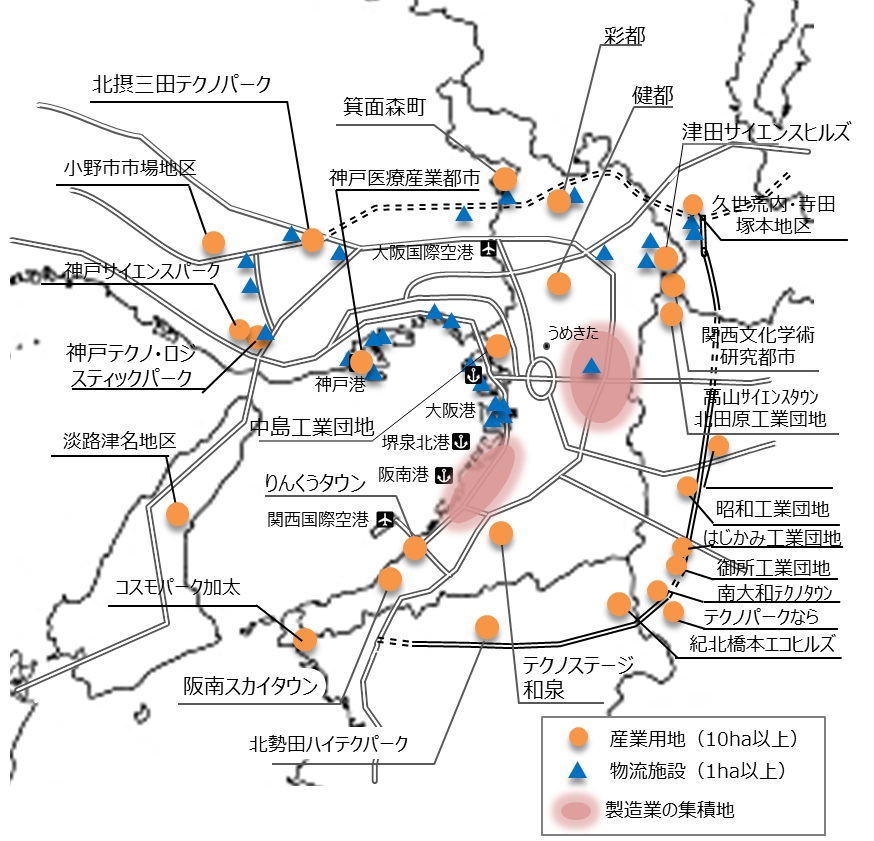 彩都
北摂三田テクノパーク
健都
箕面森町
津田サイエンスヒルズ
小野市市場地区
神戸医療産業都市
久世荒内・寺田
塚本地区
大阪国際空港
神戸サイエンスパーク
うめきた
関西文化学術
研究都市
神戸テクノ・ロジ
スティックパーク
神戸港
高山サイエンスタウン
北田原工業団地
大阪港
中島工業団地
淡路津名地区
堺泉北港
阪南港
りんくうタウン
昭和工業団地
関西国際空港
はじかみ工業団地
御所工業団地
コスモパーク加太
南大和テクノタウン
テクノパークなら
紀北橋本エコヒルズ
テクノステージ
和泉
阪南スカイタウン
北勢田ハイテクパーク
産業用地（10ha以上）
物流施設（1ha以上）
製造業の集積地